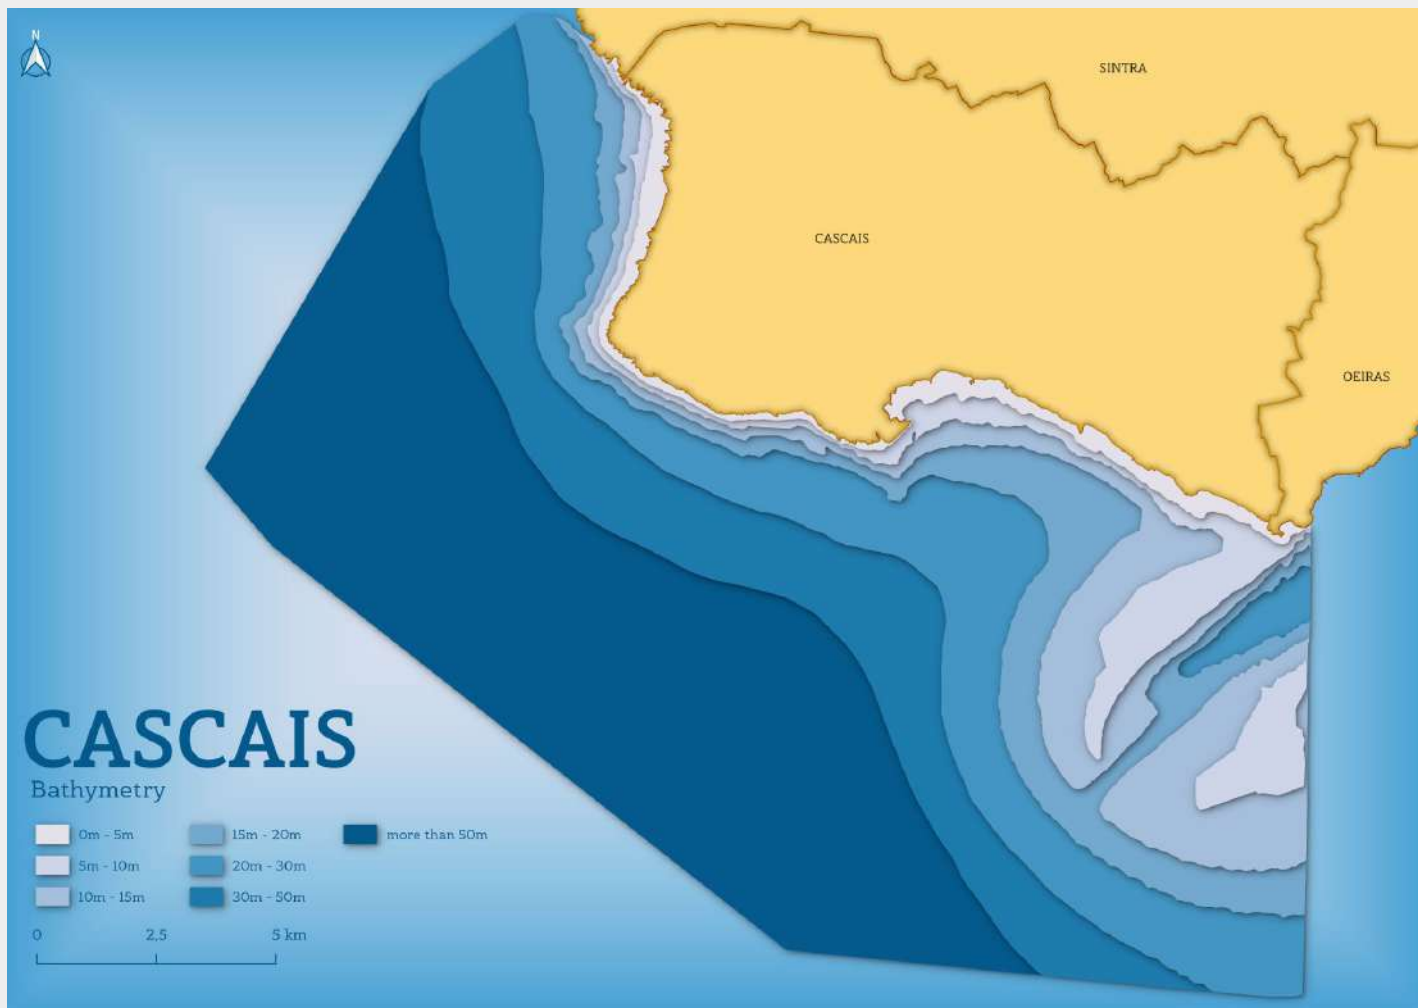 N
SINTRA
CASCAIS
OEIRAS
CASCAIS
Bathymetry
0m - 5m
15m - 20m
more than 50m
5m - 10m
20m - 30m
10m - 15m
30m - 50m
0 2,5 5 km